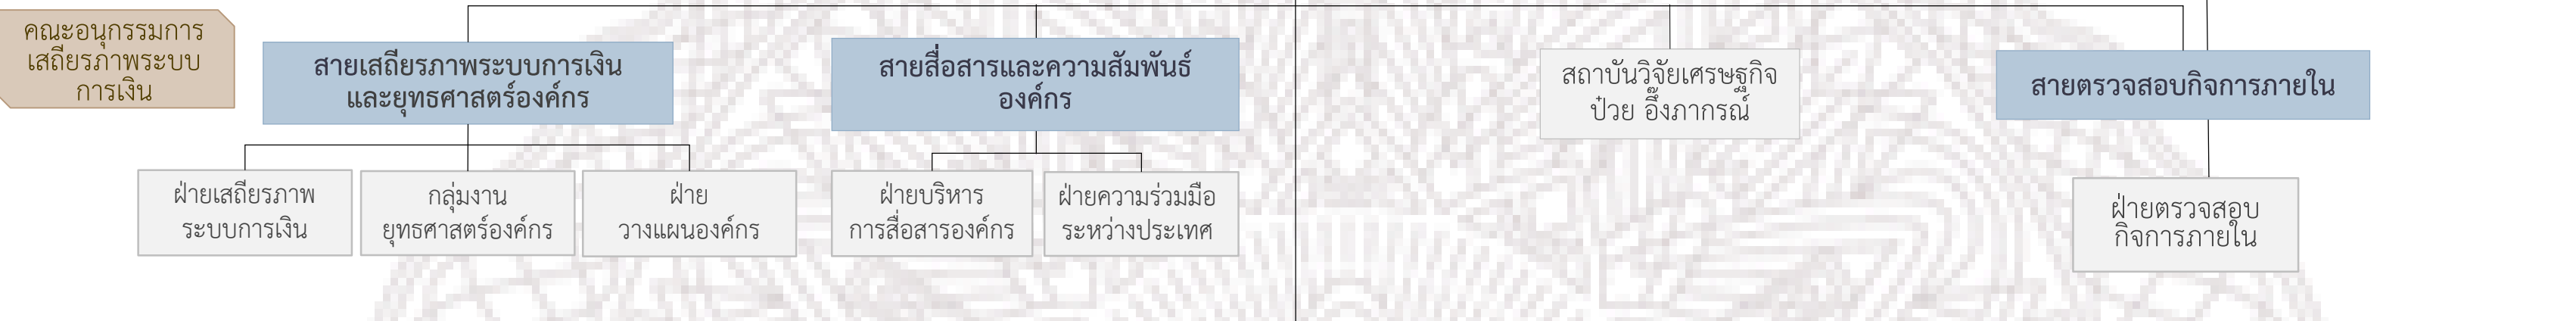 คณะอนุกรรมการ
เสถียรภาพระบบ
การเงิน
สายเสถียรภาพระบบการเงิน
และยุทธศาสตร์องค์กร
สายสื่อสารและความสัมพันธ์
องค์กร
สถาบันวิจัยเศรษฐกิจ
ป๋วย อึ๊งภากรณ์
สายตรวจสอบกิจการภายใน
ฝ่ายเสถียรภาพ
ระบบการเงิน
กลุ่มงาน
ยุทธศาสตร์องค์กร
ฝ่าย
วางแผนองค์กร
ฝ่ายบริหาร
การสื่อสารองค์กร
ฝ่ายความร่วมมือ
ระหว่างประเทศ
ฝ่ายตรวจสอบ
กิจการภายใน